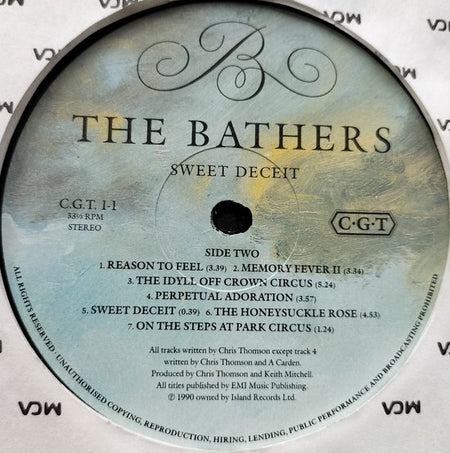 B
THE BATHERS
SWEET DECEIT
C.G.T. 1-1
33⅓ RPM
STEREO
C·G·T
SIDE TWO
1. REASON TO FEEL (3.39) 2. MEMORY FEVER II (3.34)
3. THE IDYLL OFF CROWN CIRCUS (5.24)
4. PERPETUAL ADORATION (3.57)
5. SWEET DECEIT (0.39) 6. THE HONEYSUCKLE ROSE (4.53)
7. ON THE STEPS AT PARK CIRCUS (1.24)
All tracks written by Chris Thomson except track 4
written by Chris Thomson and A Carden.
Produced by Chris Thomson and Keith Mitchell.
All titles published by EMI Music Publishing.
℗ 1990 owned by Island Records Ltd.
ALL RIGHTS RESERVED · UNAUTHORISED COPYING, REPRODUCTION, HIRING, LENDING, PUBLIC PERFORMANCE AND BROADCASTING PROHIBITED
MCA
MCA
MCA
MCA
MCA
MCA